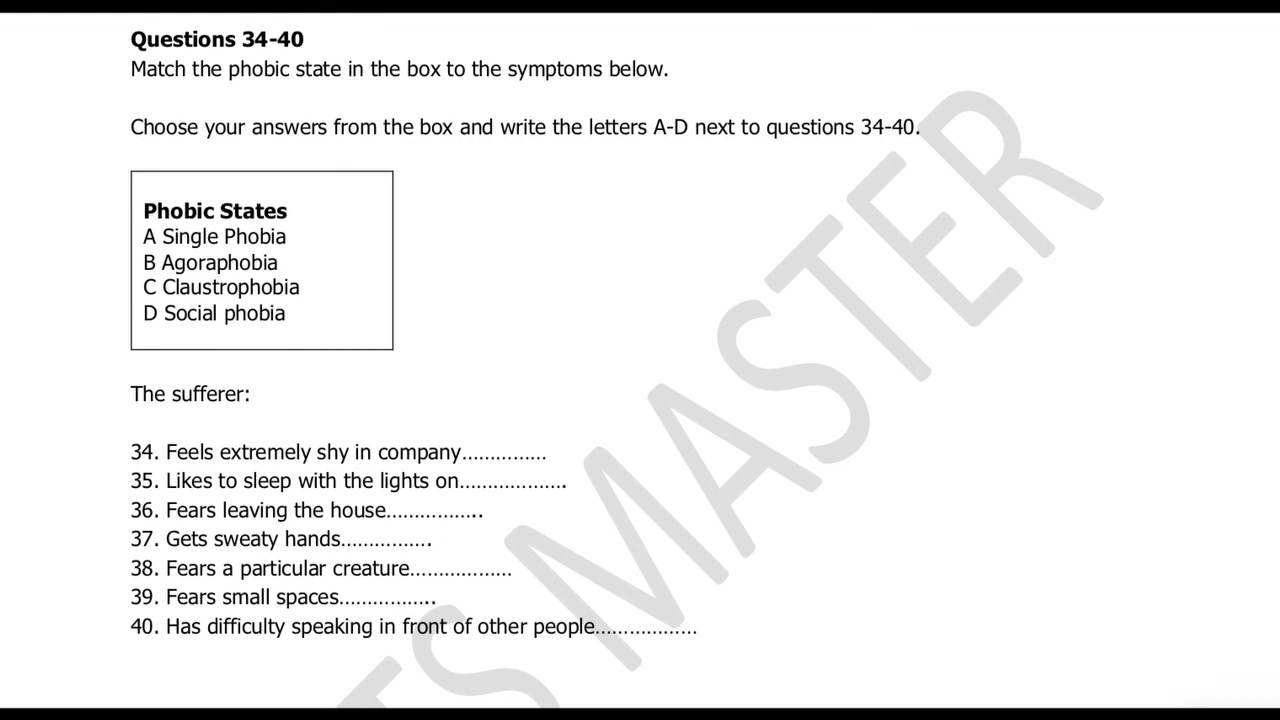 Questions 34-40
Match the phobic state in the box to the symptoms below.
Choose your answers from the box and write the letters A-D next to questions 34-40.
Phobic States
A Single Phobia
B Agoraphobia
C Claustrophobia
D Social phobia
The sufferer:
34. Feels extremely shy in company...............
35. Likes to sleep with the lights on...................
36. Fears leaving the house.................
37. Gets sweaty hands................
38. Fears a particular creature..................
39. Fears small spaces.................
40. Has difficulty speaking in front of other people..................
TS MASTER